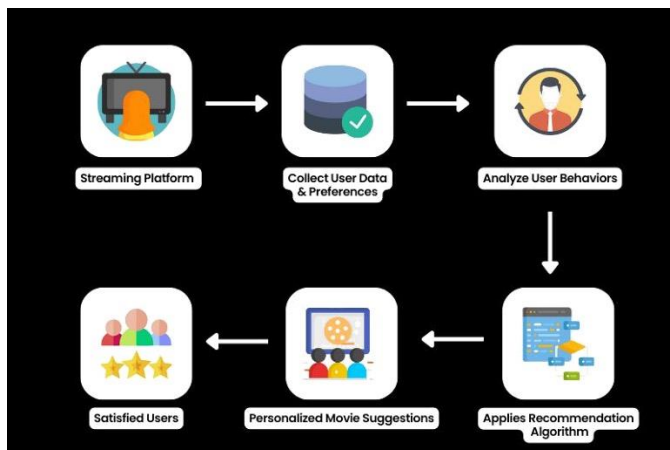 Streaming Platform
Collect User Data
& Preferences
Analyze User Behaviors
Satisfied Users
Personalized Movie Suggestions
Applies Recommendation
Algorithm